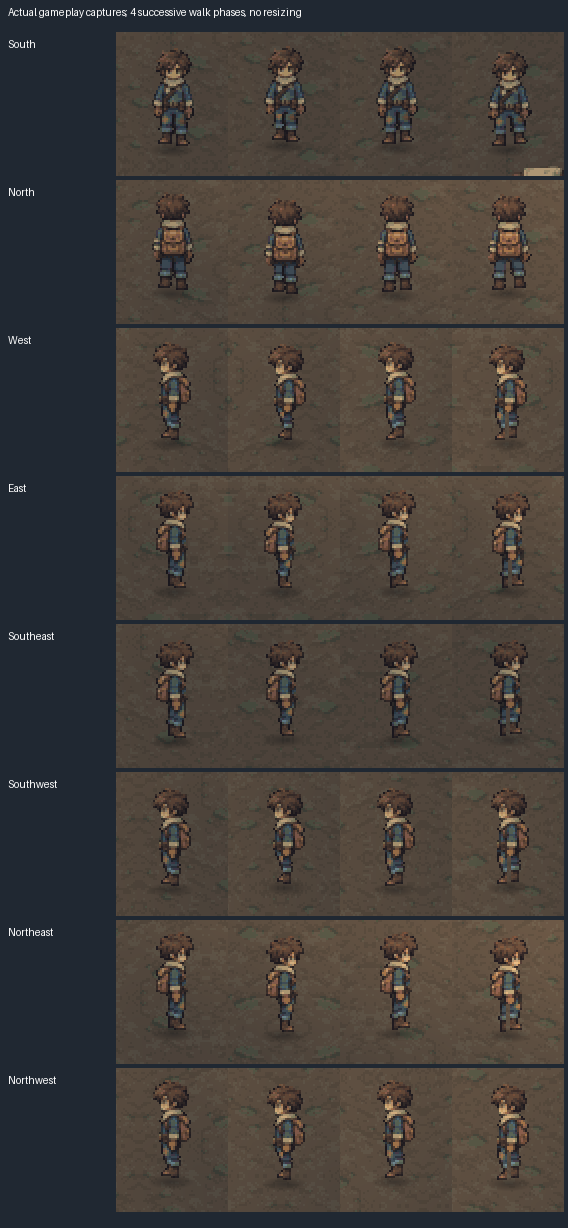 Actual gameplay captures; 4 successive walk phases, no resizing
South
North
West
East
Southeast
Southwest
Northeast
Northwest